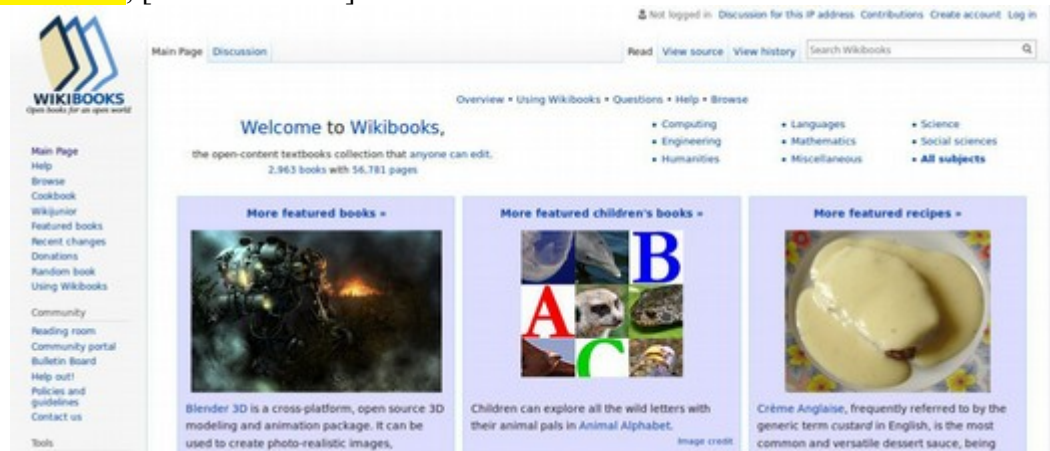 Not logged in Discussion for this IP address Contributions Create account Log in
Main Page Discussion Read View source View history Search Wikibooks
WIKIBOOKS
Open books for an open world
Overview • Using Wikibooks • Questions • Help • Browse
Welcome to Wikibooks,
the open-content textbooks collection that anyone can edit.
2,963 books with 56,781 pages
• Computing • Languages • Science
• Engineering • Mathematics • Social sciences
• Humanities • Miscellaneous • All subjects
Main Page
Help
Browse
Cookbook
Wikijunior
Featured books
Recent changes
Donations
Random book
Using Wikibooks
Community
Reading room
Community portal
Bulletin Board
Help out!
Policies and
guidelines
Contact us
Tools
More featured books »
Blender 3D is a cross-platform, open source 3D
modeling and animation package. It can be
used to create photo-realistic images,
More featured children's books »
B
A
C
Children can explore all the wild letters with
their animal pals in Animal Alphabet.
Image credit
More featured recipes »
Crème Anglaise, frequently referred to by the
generic term custard in English, is the most
common and versatile dessert sauce, being